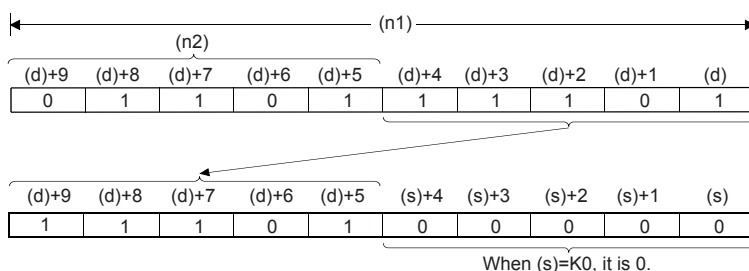 (n1)
(n2)
(d)+9 (d)+8 (d)+7 (d)+6 (d)+5 (d)+4 (d)+3 (d)+2 (d)+1 (d)
0 1 1 0 1 1 1 1 0 1
(d)+9 (d)+8 (d)+7 (d)+6 (d)+5 (s)+4 (s)+3 (s)+2 (s)+1 (s)
1 1 1 0 1 0 0 0 0 0
When (s)=K0, it is 0.